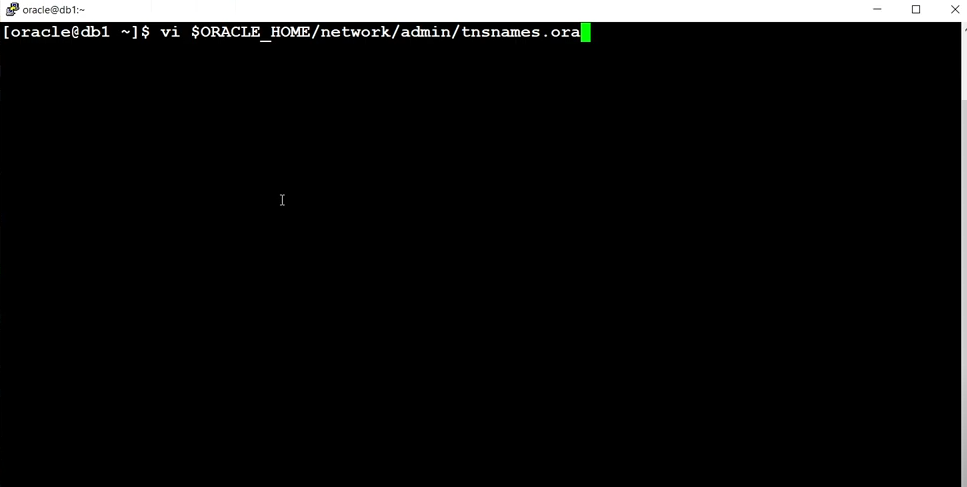 oracle@db1:~
[oracle@db1 ~]$ vi $ORACLE_HOME/network/admin/tnsnames.ora